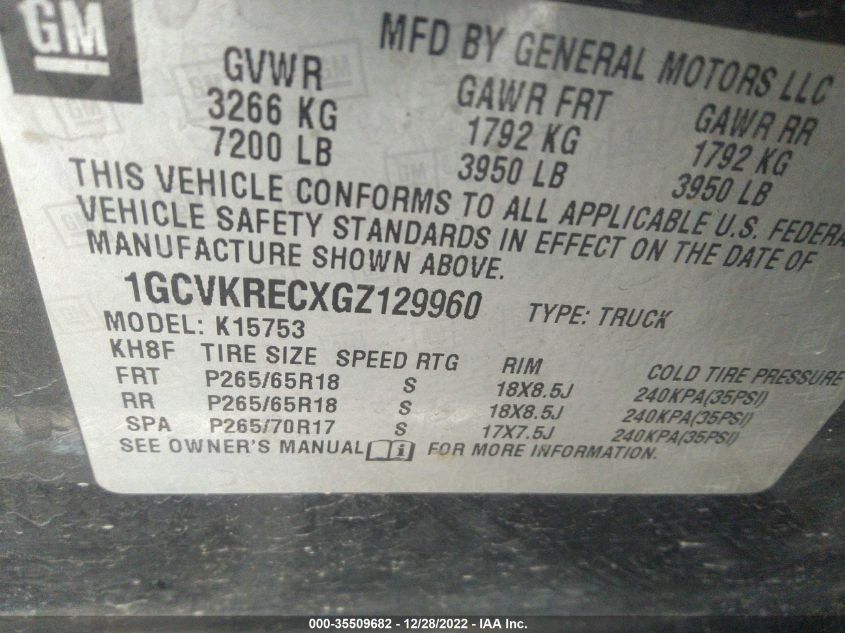 GM
MFD BY GENERAL MOTORS LLC
GVWR GAWR FRT GAWR RR
3266 KG 1792 KG 1792 KG
7200 LB 3950 LB 3950 LB
THIS VEHICLE CONFORMS TO ALL APPLICABLE U.S. FEDERA
VEHICLE SAFETY STANDARDS IN EFFECT ON THE DATE OF
MANUFACTURE SHOWN ABOVE.
1GCVKRECXGZ129960 TYPE: TRUCK
MODEL: K15753
KH8F TIRE SIZE SPEED RTG RIM COLD TIRE PRESSURE
FRT P265/65R18 S 18X8.5J 240KPA(35PSI)
RR P265/65R18 S 18X8.5J 240KPA(35PSI)
SPA P265/70R17 S 17X7.5J 240KPA(35PSI)
SEE OWNER'S MANUAL i FOR MORE INFORMATION.
000-35509682 - 12/28/2022 - IAA Inc.